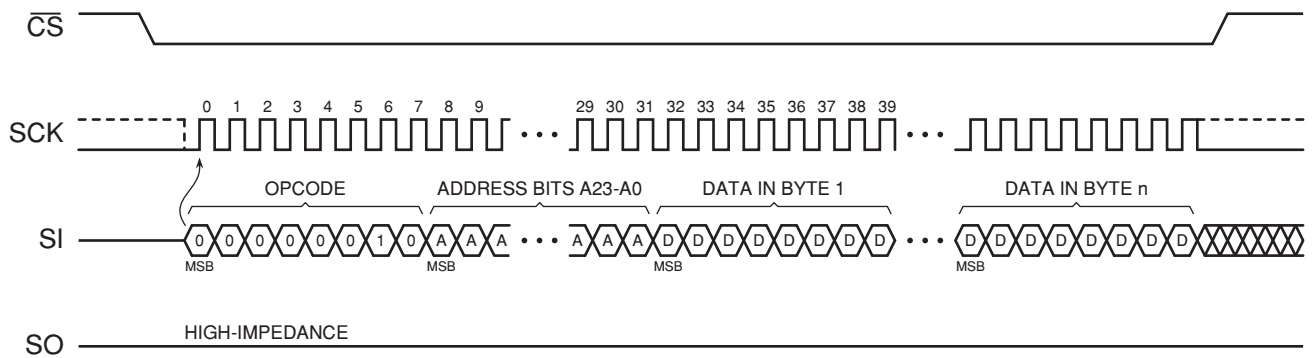 CS
SCK
0 1 2 3 4 5 6 7 8 9 29 30 31 32 33 34 35 36 37 38 39
OPCODE ADDRESS BITS A23-A0 DATA IN BYTE 1 DATA IN BYTE n
SI
0 0 0 0 0 0 1 0 A A A A A A D D D D D D D D D D D D D D D D
MSB MSB MSB MSB
HIGH-IMPEDANCE
SO